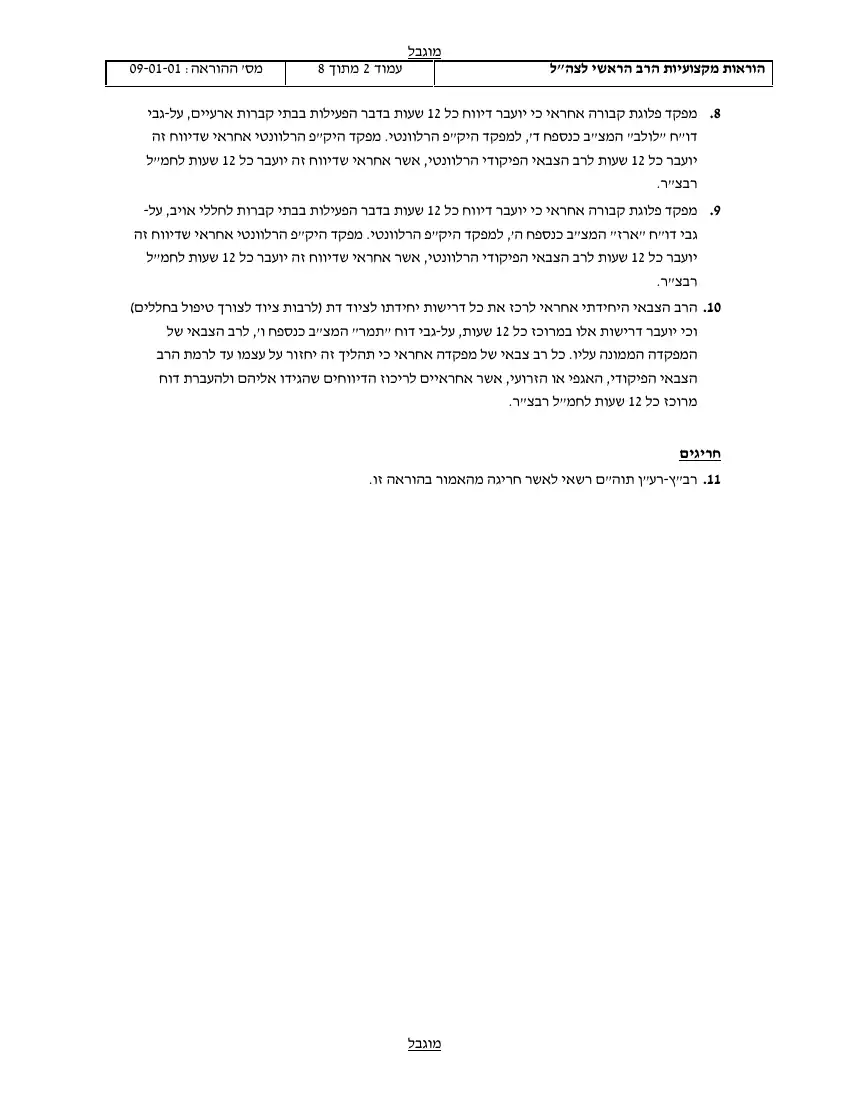 מוגבל
הוראות מקצועיות הרב הראשי לצה״ל עמוד 2 מתוך 8 מס׳ ההוראה: 09-01-01
8. מפקד פלוגת קבורה אחראי כי יועבר דיווח כל 12 שעות בדבר הפעילות בבתי קברות ארעיים, על-גבי
דו״ח ״לולב״ המצ״ב כנספח ד׳, למפקד היק״פ הרלוונטי. מפקד היק״פ הרלוונטי אחראי שדיווח זה
יועבר כל 12 שעות לרב הצבאי הפיקודי הרלוונטי, אשר אחראי שדיווח זה יועבר כל 12 שעות לחמ״ל
רבצ״ר.
9. מפקד פלוגת קבורה אחראי כי יועבר דיווח כל 12 שעות בדבר הפעילות בבתי קברות לחללי אויב, על-
גבי דו״ח ״ארז״ המצ״ב כנספח ה׳, למפקד היק״פ הרלוונטי. מפקד היק״פ הרלוונטי אחראי שדיווח זה
יועבר כל 12 שעות לרב הצבאי הפיקודי הרלוונטי, אשר אחראי שדיווח זה יועבר כל 12 שעות לחמ״ל
רבצ״ר.
10. הרב הצבאי היחידתי אחראי לרכז את כל דרישות יחידתו לציוד דת (לרבות ציוד לצורך טיפול בחללים)
וכי יועבר דרישות אלו במרוכז כל 12 שעות, על-גבי דוח ״תמר״ המצ״ב כנספח ו׳, לרב הצבאי של
המפקדה הממונה עליו. כל רב צבאי של מפקדה אחראי כי תהליך זה יחזור על עצמו עד לרמת הרב
הצבאי הפיקודי, האגפי או הזרועי, אשר אחראיים לריכוז הדיווחים שהגידו אליהם ולהעברת דוח
מרוכז כל 12 שעות לחמ״ל רבצ״ר.
חריגים
11. רב״ץ-רע״ן תוה״ם רשאי לאשר חריגה מהאמור בהוראה זו.
מוגבל